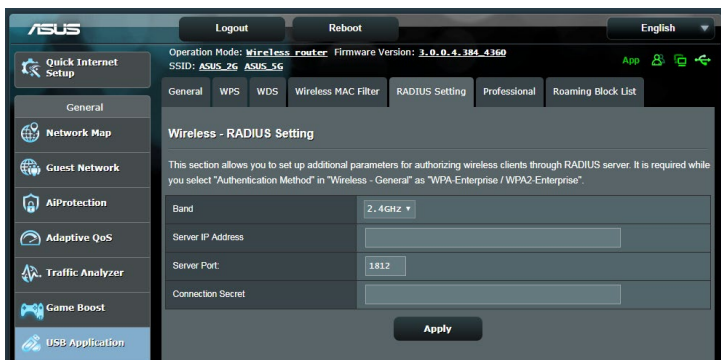 ASUS
Logout
Reboot
English
Quick Internet
Setup
General
Network Map
Guest Network
AiProtection
Adaptive QoS
Traffic Analyzer
Game Boost
USB Application
Operation Mode: Wireless router Firmware Version: 3.0.0.4.384_4360
SSID: ASUS_2G ASUS_5G
App
General WPS WDS Wireless MAC Filter RADIUS Setting Professional Roaming Block List
Wireless - RADIUS Setting
This section allows you to set up additional parameters for authorizing wireless clients through RADIUS server. It is required while
you select "Authentication Method" in "Wireless - General" as "WPA-Enterprise / WPA2-Enterprise".
Band 2.4GHz
Server IP Address
Server Port: 1812
Connection Secret
Apply